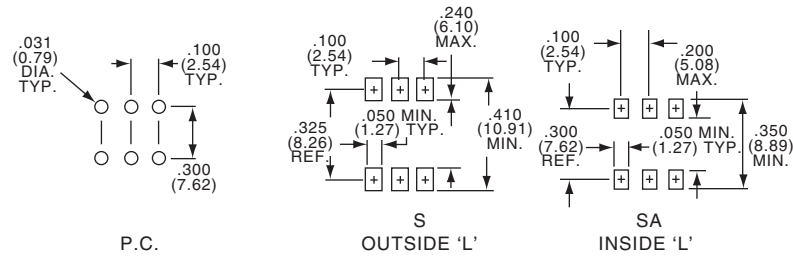 .031
(0.79)
DIA.
TYP.
.100
(2.54)
TYP.
.300
(7.62)
P.C.
.100
(2.54)
TYP.
.240
(6.10)
MAX.
.325
(8.26)
REF.
.050 MIN.
(1.27) TYP.
.410
(10.91)
MIN.
S
OUTSIDE 'L'
.100
(2.54)
TYP.
.200
(5.08)
MAX.
.300
(7.62)
REF.
.050 MIN.
(1.27) TYP.
.350
(8.89)
MIN.
SA
INSIDE 'L'